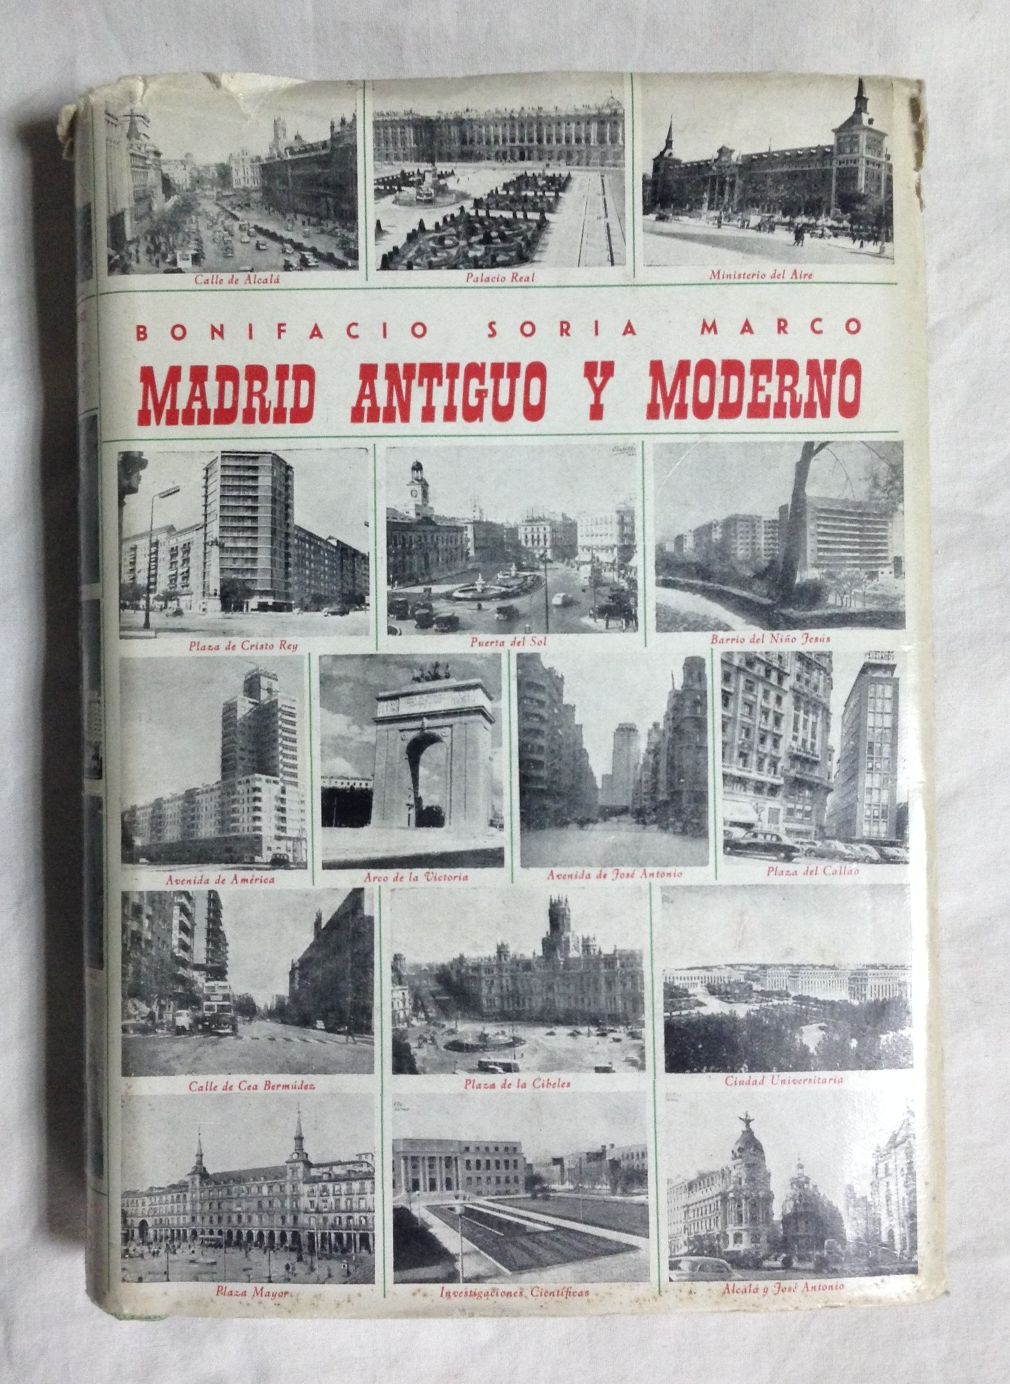 Calle de Alcalá
Palacio Real
Ministerio del Aire
BONIFACIO SORIA MARCO
MADRID ANTIGUO Y MODERNO
Plaza de Cristo Rey
Puerta del Sol
Barrio del Niño Jesús
Avenida de América
Arco de la Victoria
Avenida de José Antonio
Plaza del Callao
Calle de Cea Bermúdez
Plaza de la Cibeles
Ciudad Universitaria
Plaza Mayor
Investigaciones Científicas
Alcalá y José Antonio